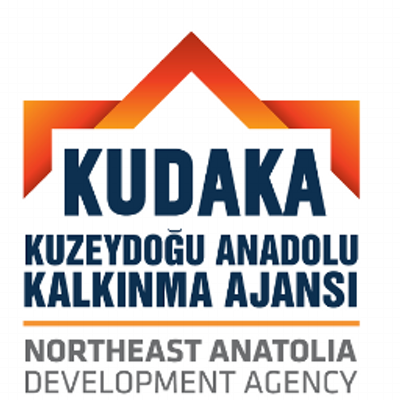 KUDAKA
KUZEYDOĞU ANADOLU
KALKINMA AJANSI
NORTHEAST ANATOLIA
DEVELOPMENT AGENCY